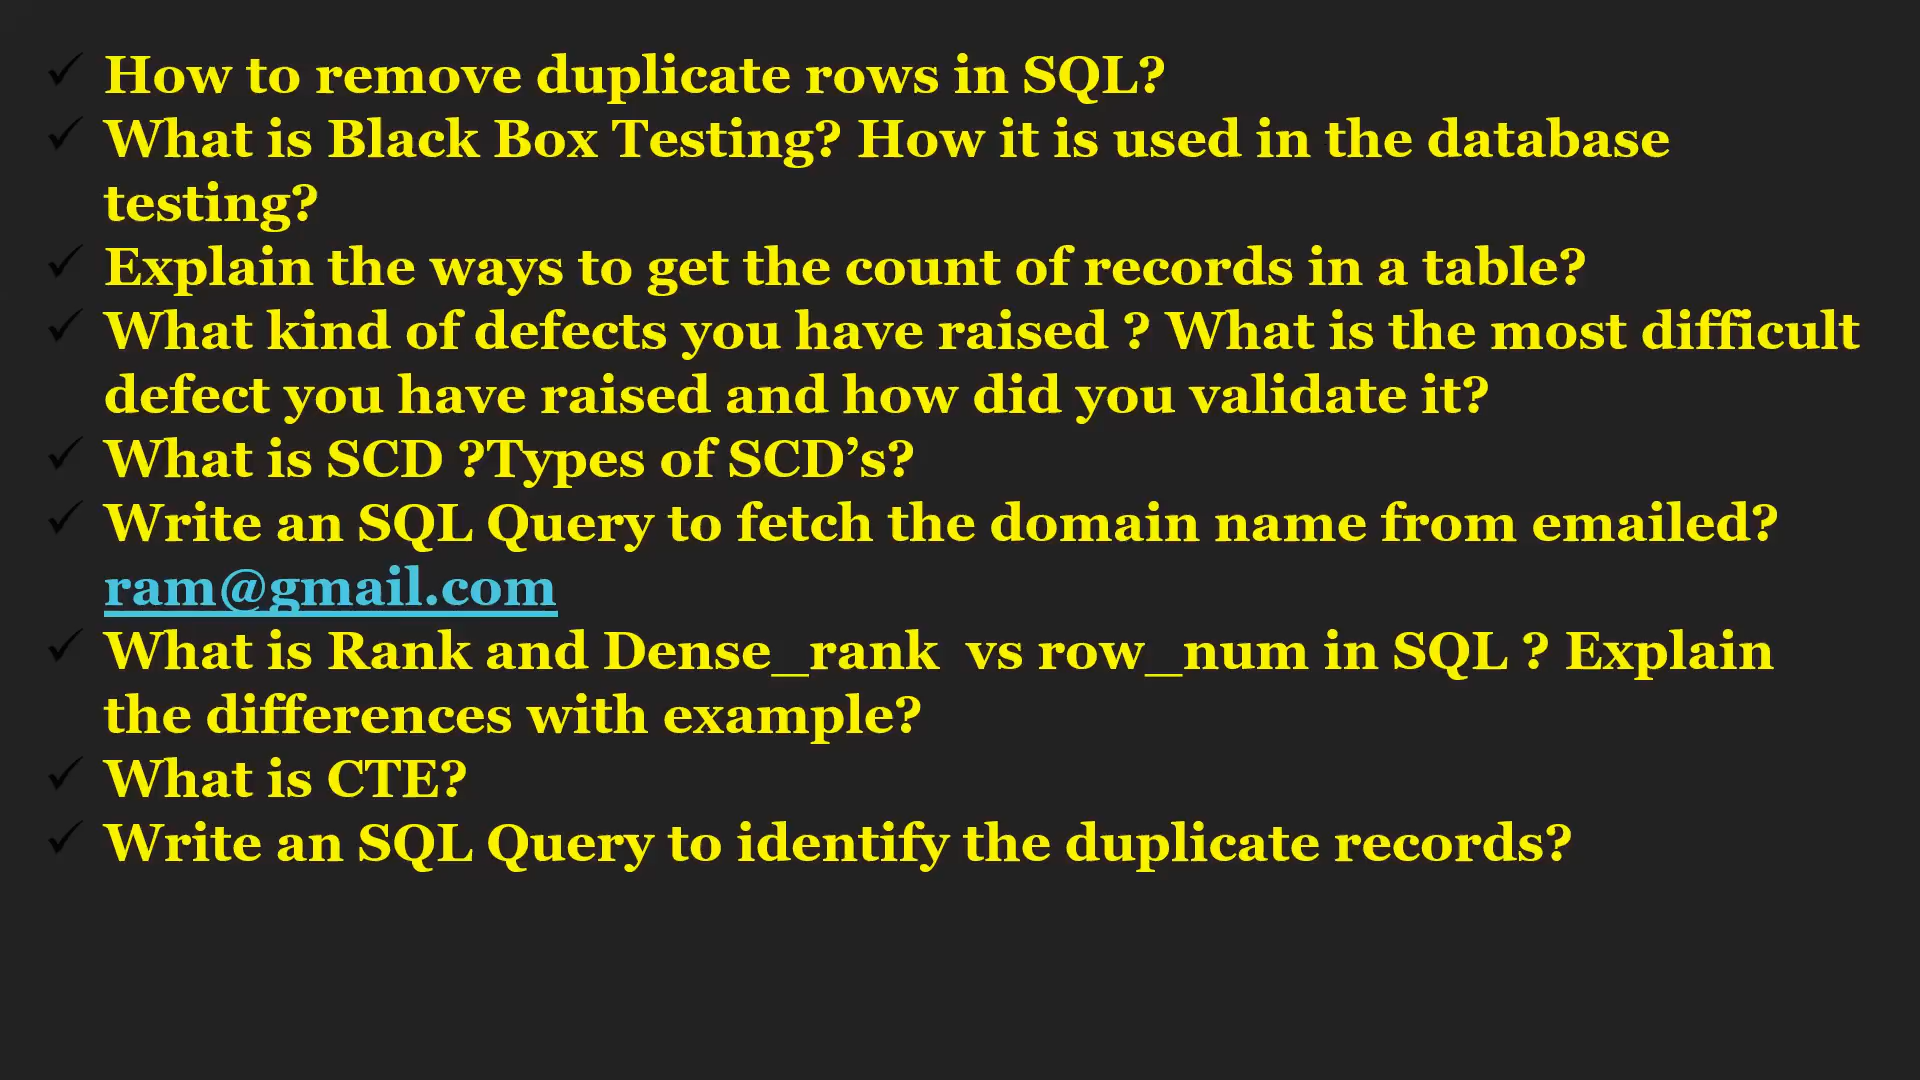 How to remove duplicate rows in SQL?
What is Black Box Testing? How it is used in the database
testing?
Explain the ways to get the count of records in a table?
What kind of defects you have raised ? What is the most difficult
defect you have raised and how did you validate it?
What is SCD ?Types of SCD’s?
Write an SQL Query to fetch the domain name from emailed?
ram@gmail.com
What is Rank and Dense_rank  vs row_num in SQL ? Explain
the differences with example?
What is CTE?
Write an SQL Query to identify the duplicate records?